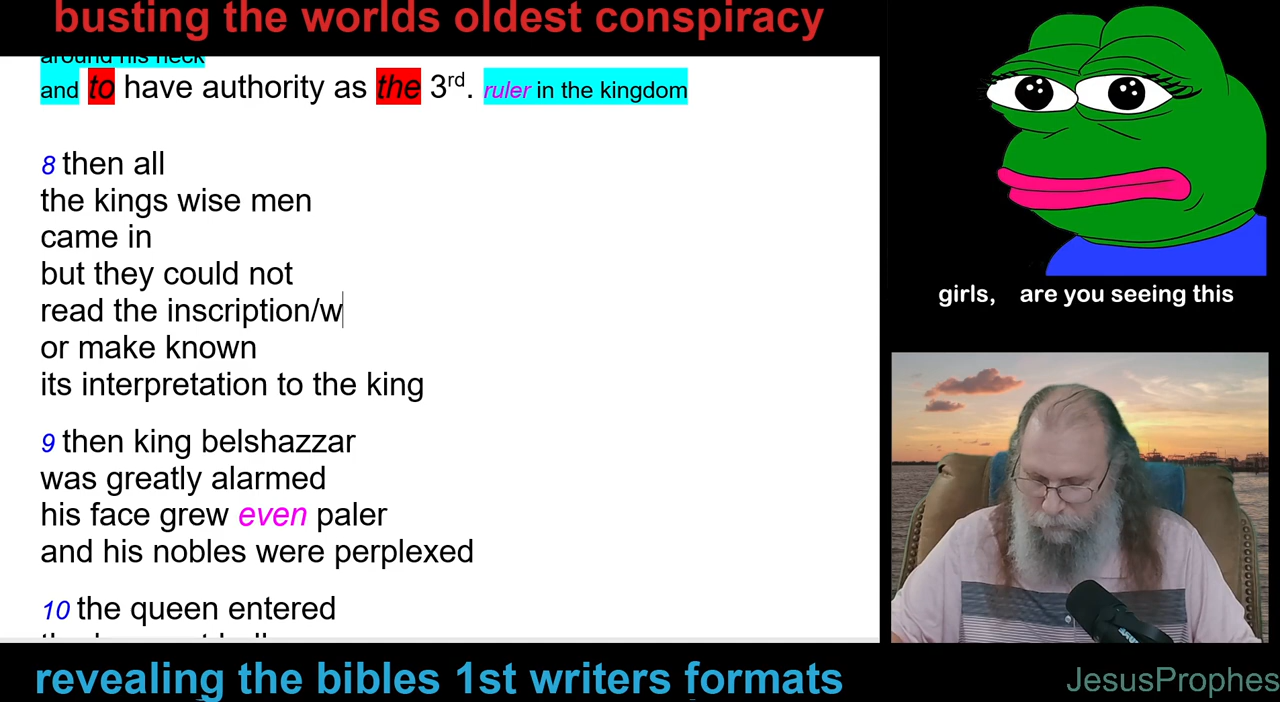 busting the worlds oldest conspiracy
around his neck
and to have authority as the 3rd. ruler in the kingdom
8 then all
the kings wise men
came in
but they could not
read the inscription/w
or make known
its interpretation to the king
9 then king belshazzar
was greatly alarmed
his face grew even paler
and his nobles were perplexed
10 the queen entered
girls, are you seeing this
revealing the bibles 1st writers formats
JesusProphes